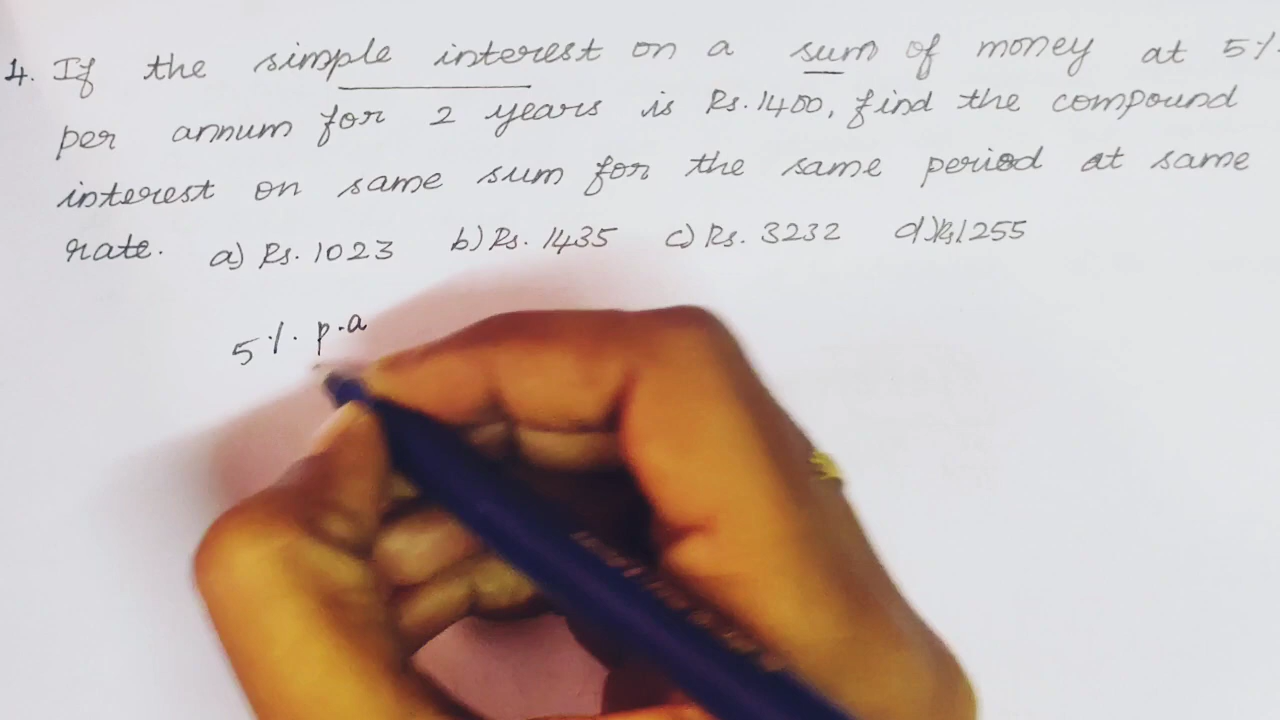 4. If the simple interest on a sum of money at 5%
per annum for 2 years is Rs.1400, find the compound
interest on same sum for the same period at same
rate. a) Rs. 1023 b) Rs. 1435 c) Rs. 3232 d) Rs1255
5%. p.a